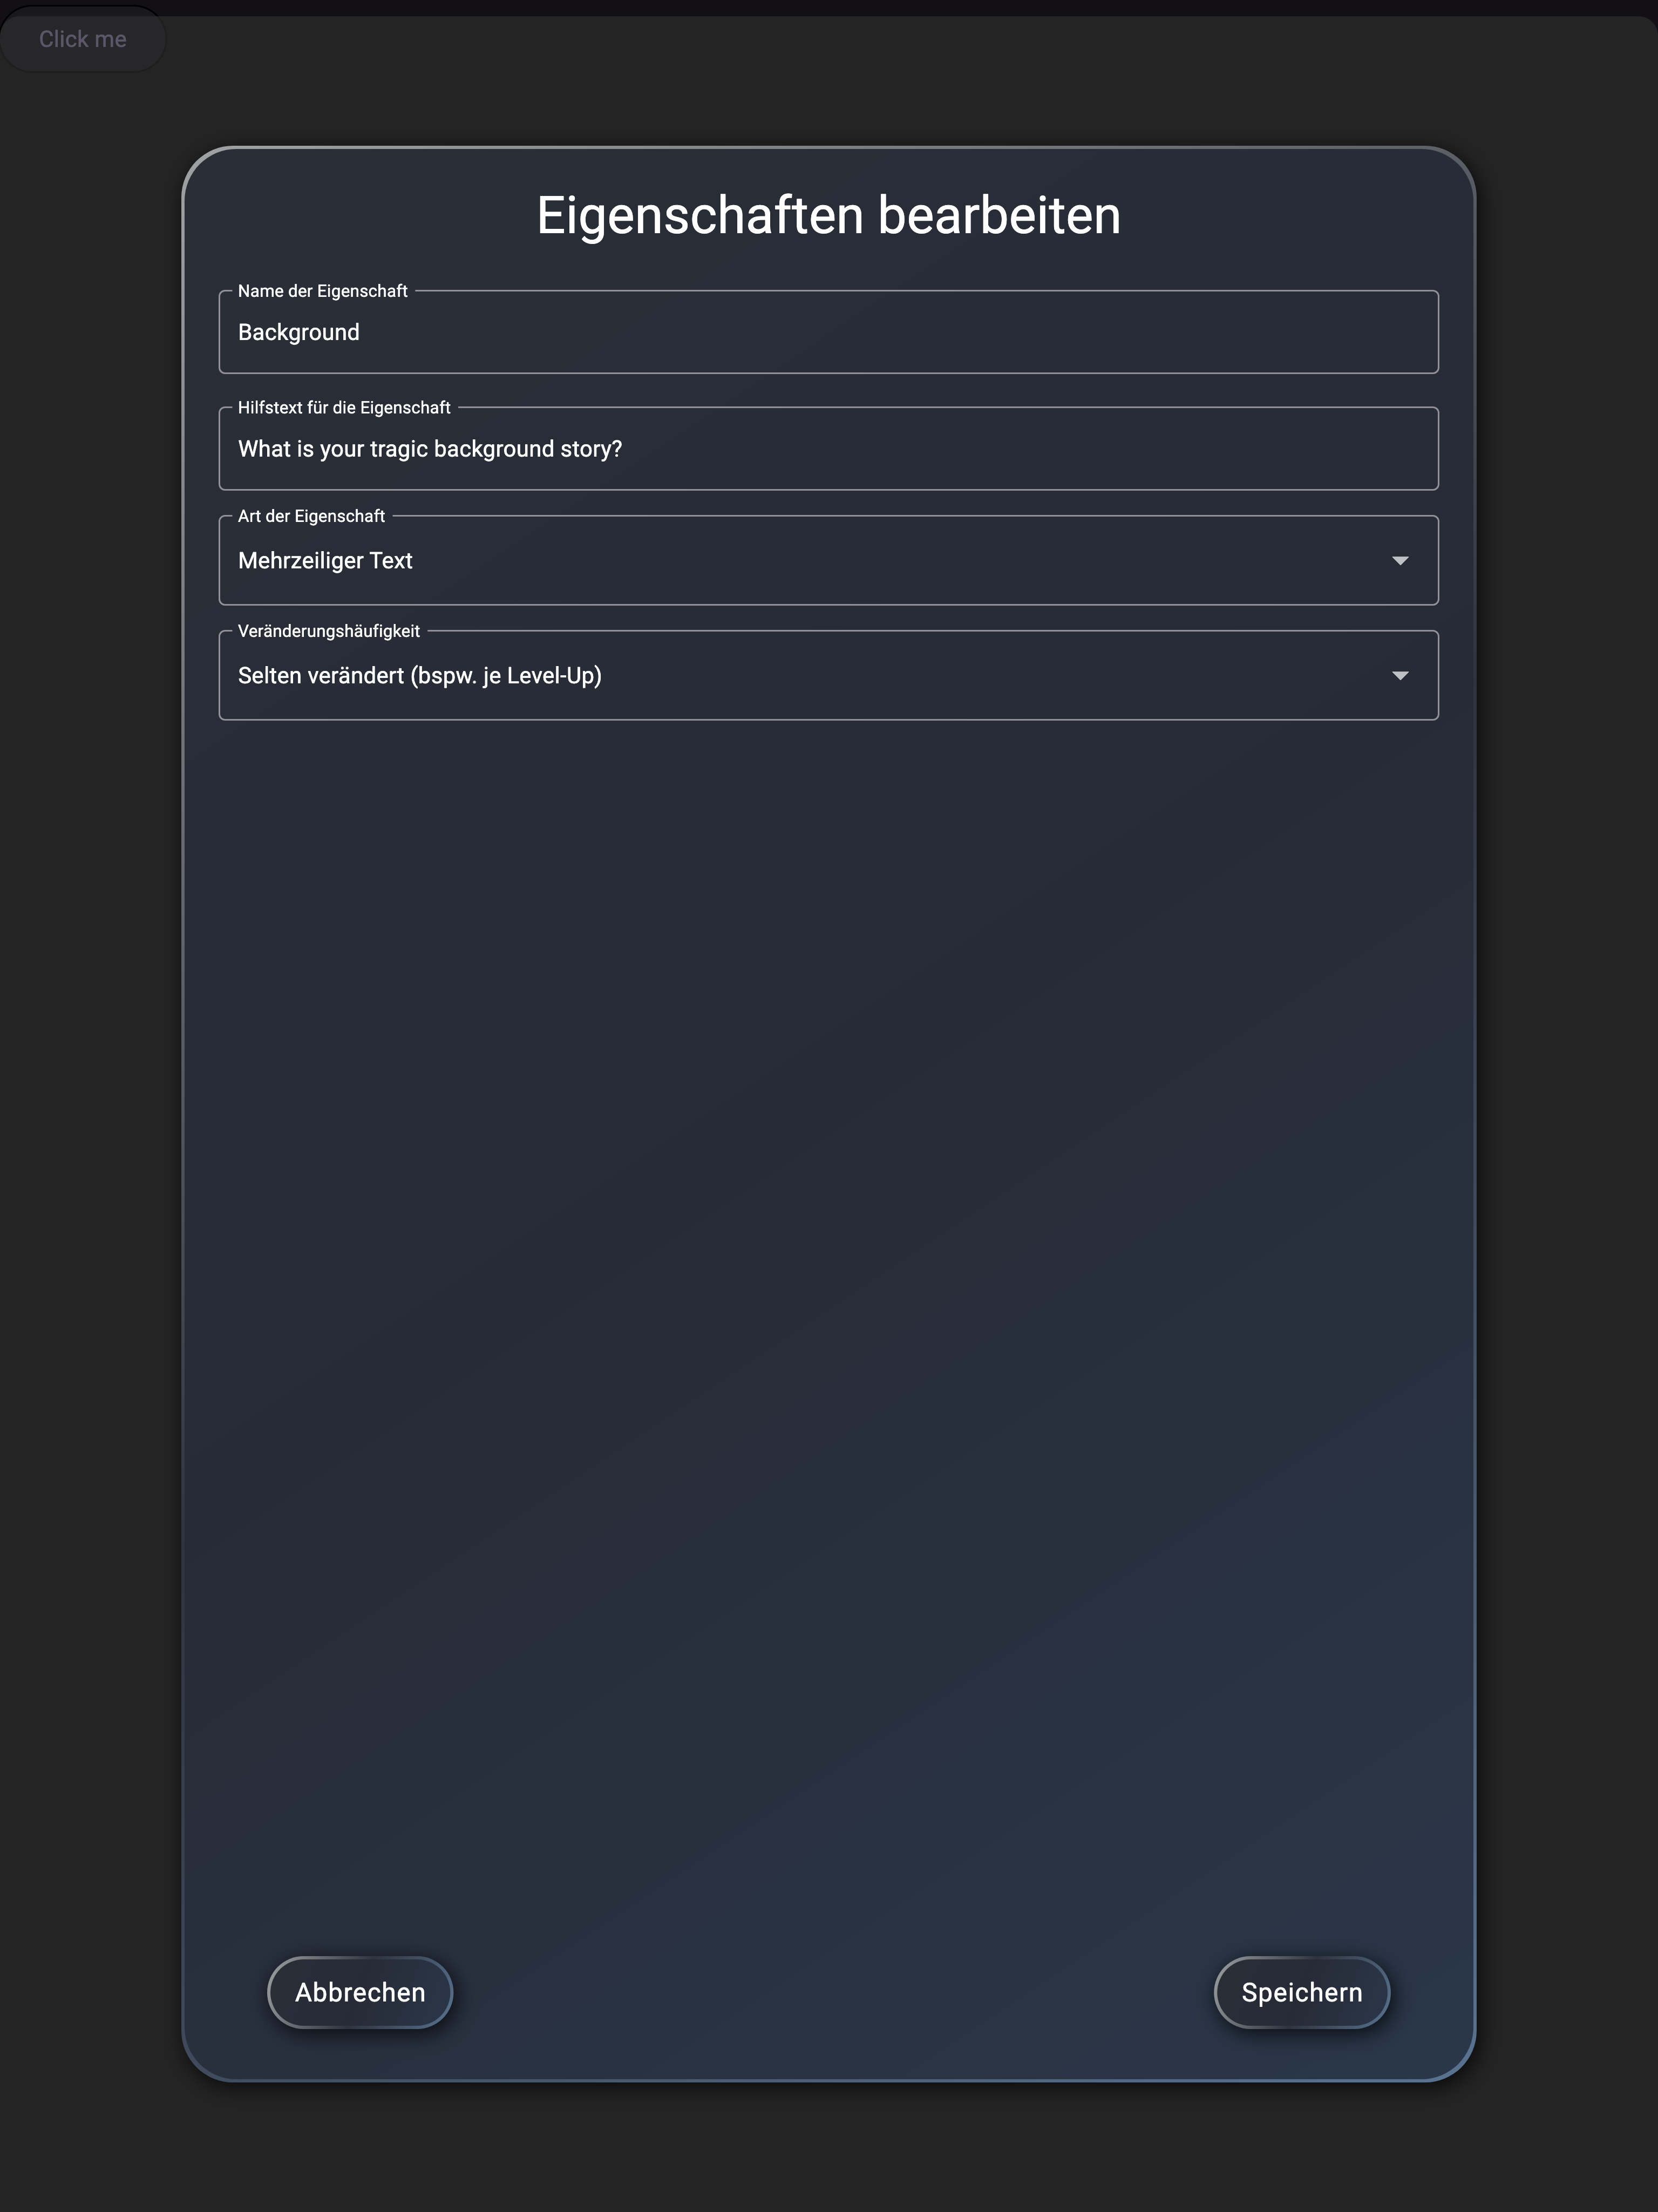 Click me
Eigenschaften bearbeiten
Name der Eigenschaft
Background
Hilfstext für die Eigenschaft
What is your tragic background story?
Art der Eigenschaft
Mehrzeiliger Text
Veränderungshäufigkeit
Selten verändert (bspw. je Level-Up)
Abbrechen
Speichern